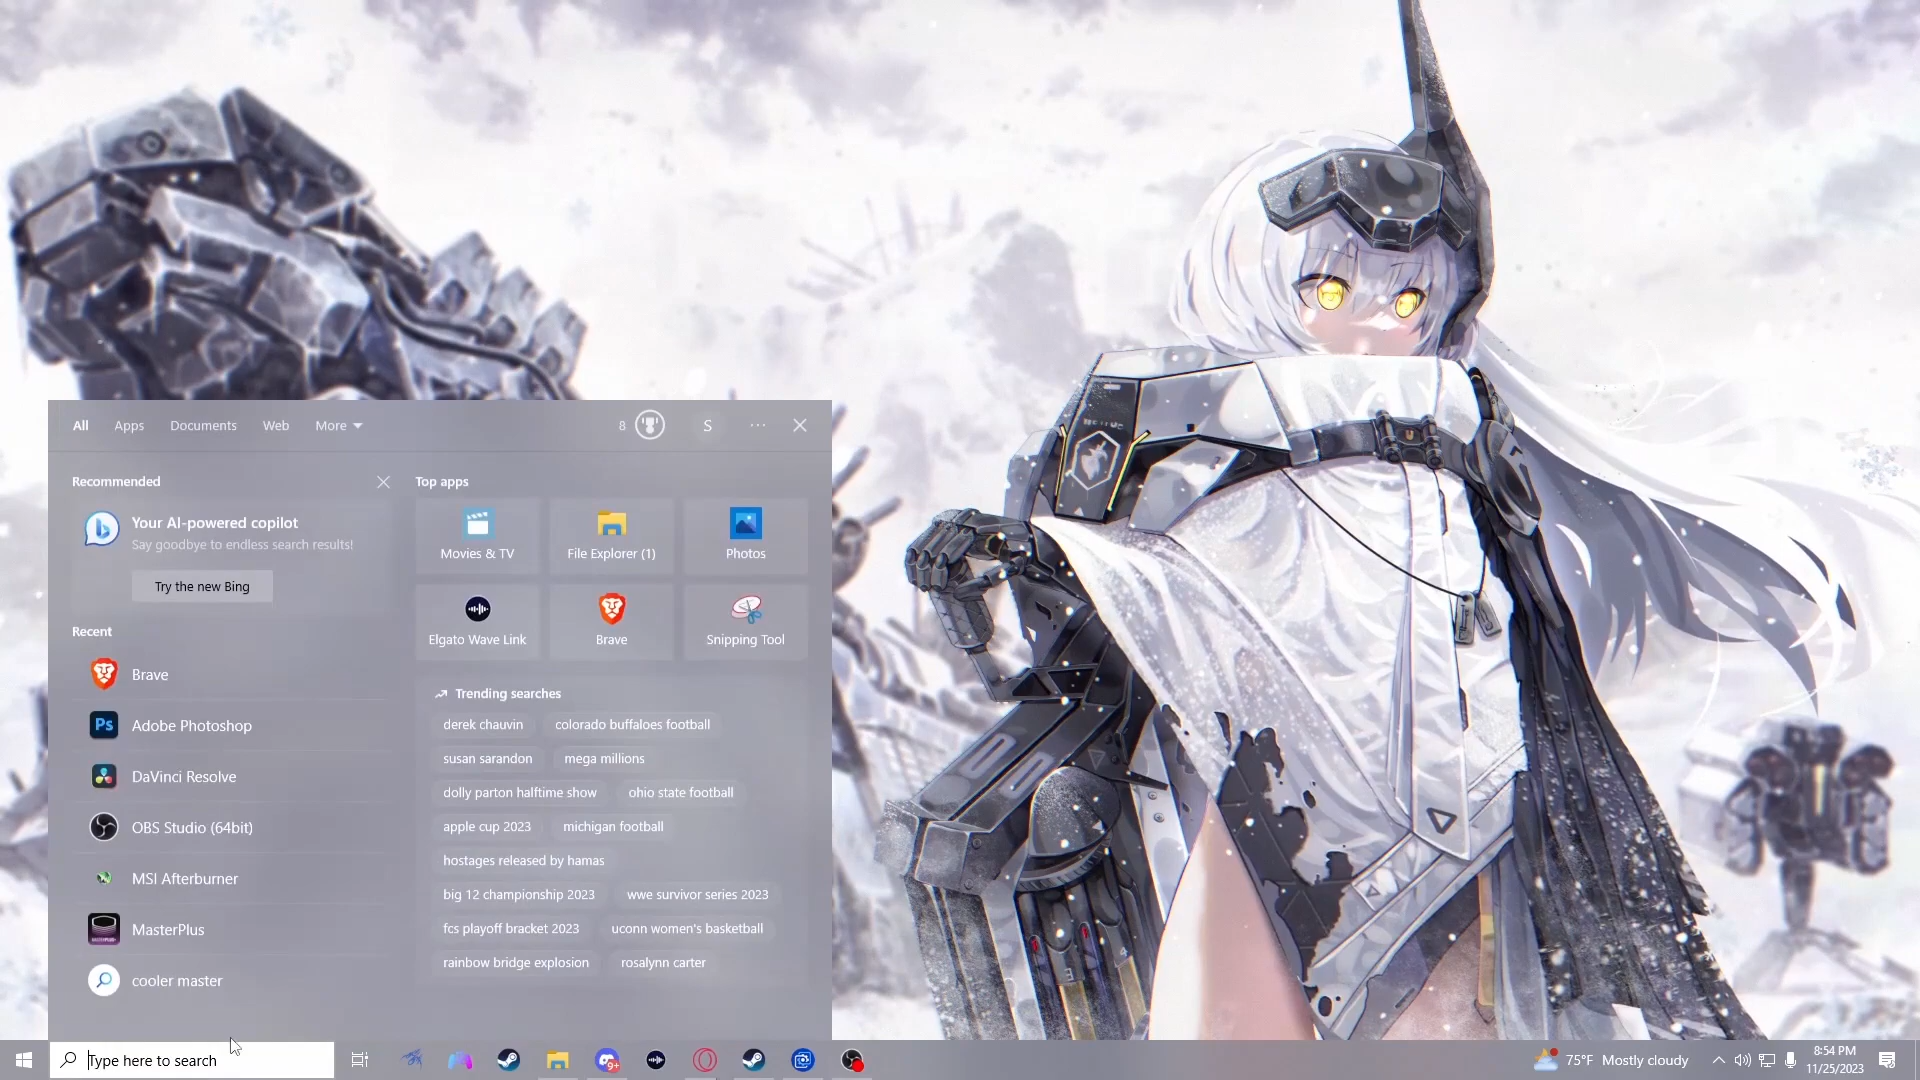 All Apps Documents Web More 8 S
Recommended
Your AI-powered copilot
Say goodbye to endless search results!
Try the new Bing
Recent
Brave
Adobe Photoshop
DaVinci Resolve
OBS Studio (64bit)
MSI Afterburner
MasterPlus
cooler master
Top apps
Movies & TV File Explorer (1) Photos
Elgato Wave Link Brave Snipping Tool
Trending searches
derek chauvin colorado buffaloes football
susan sarandon mega millions
dolly parton halftime show ohio state football
apple cup 2023 michigan football
hostages released by hamas
big 12 championship 2023 wwe survivor series 2023
fcs playoff bracket 2023 uconn women's basketball
rainbow bridge explosion rosalynn carter
Type here to search
Ps
9+
75°F Mostly cloudy
8:54 PM
11/25/2023